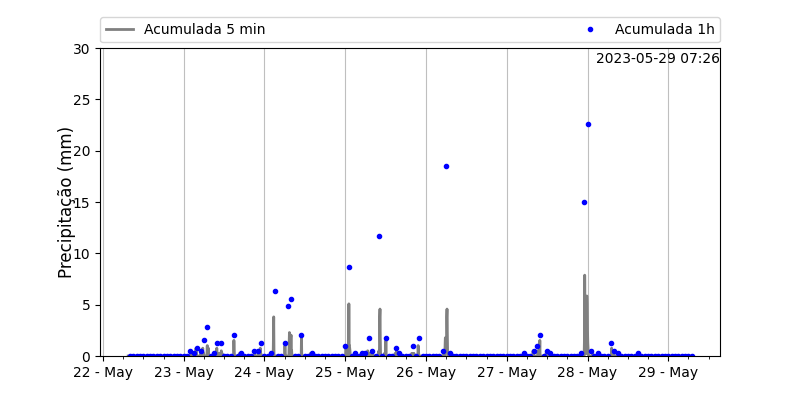 Acumulada 5 min
Acumulada 1h
2023-05-29 07:26
Precipitação (mm)
30
25
20
15
10
5
0
22 - May
23 - May
24 - May
25 - May
26 - May
27 - May
28 - May
29 - May